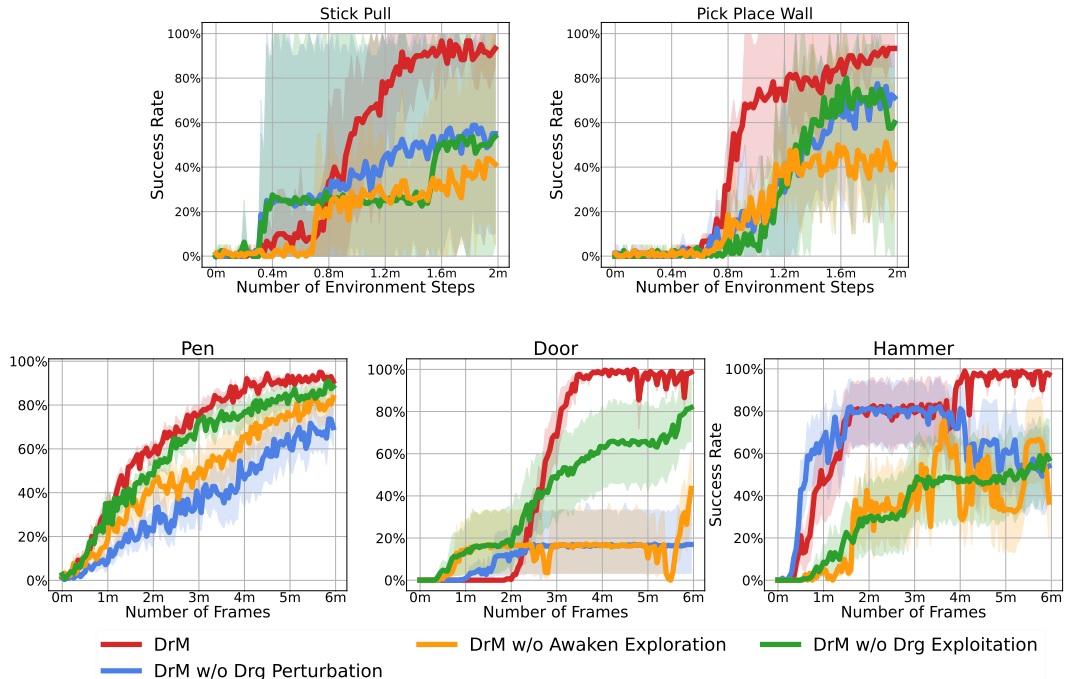 Stick Pull
Pick Place Wall
Success Rate
100%
80%
60%
40%
20%
0%
0m 0.4m 0.8m 1.2m 1.6m 2m
Number of Environment Steps
Success Rate
100%
80%
60%
40%
20%
0%
0m 0.4m 0.8m 1.2m 1.6m 2m
Number of Environment Steps
Pen
Door
Hammer
100%
80%
60%
40%
20%
0%
0m 1m 2m 3m 4m 5m 6m
Number of Frames
100%
80%
60%
40%
20%
0%
0m 1m 2m 3m 4m 5m 6m
Number of Frames
Success Rate
100%
80%
60%
40%
20%
0%
0m 1m 2m 3m 4m 5m 6m
Number of Frames
DrM
DrM w/o Awaken Exploration
DrM w/o Drg Exploitation
DrM w/o Drg Perturbation